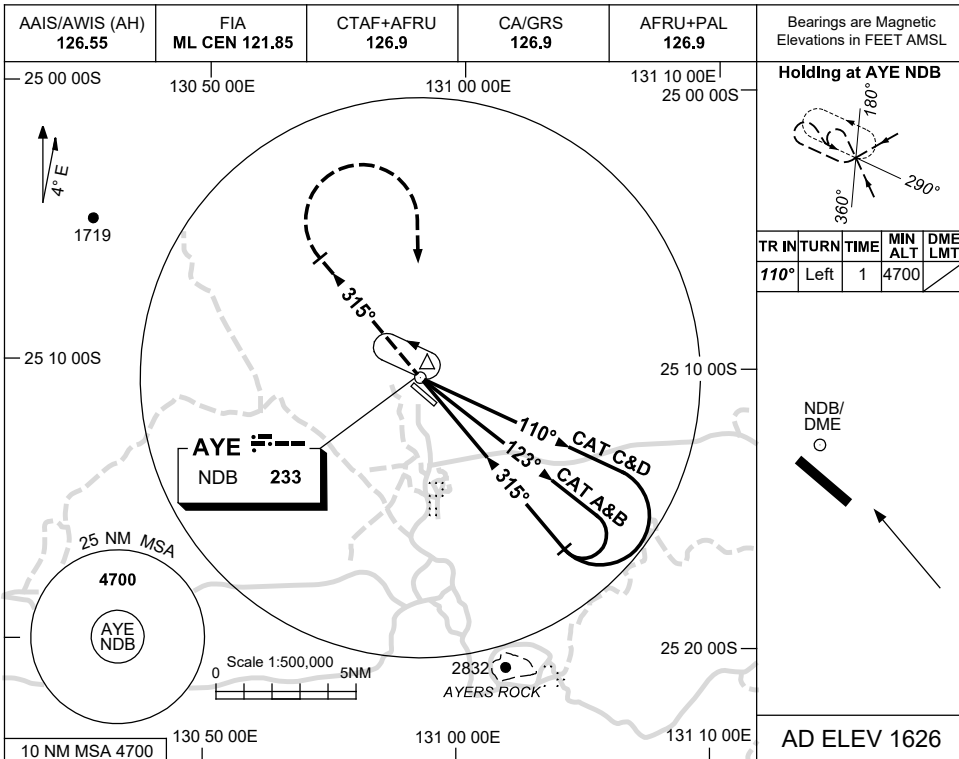 AAIS/AWIS (AH)
126.55
FIA
ML CEN 121.85
CTAF+AFRU
126.9
CA/GRS
126.9
AFRU+PAL
126.9
Bearings are Magnetic
Elevations in FEET AMSL
25 00 00S
130 50 00E
131 00 00E
131 10 00E
25 00 00S
4° E
1719
315°
25 10 00S
25 10 00S
AYE
NDB 233
110° CAT C&D
123° CAT A&B
315°
25 NM MSA
4700
AYE
NDB
Scale 1:500,000
0 5NM
2832
AYERS ROCK
25 20 00S
10 NM MSA 4700
130 50 00E
131 00 00E
131 10 00E
Holding at AYE NDB
180°
290°
360°
TR IN TURN TIME MIN ALT DME LMT
110° Left 1 4700
NDB/
DME
AD ELEV 1626